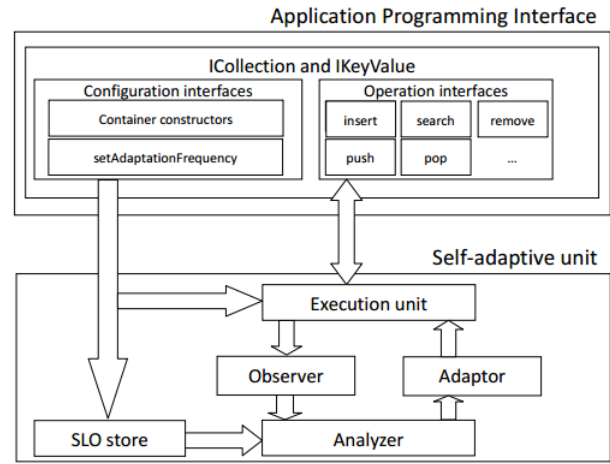 Application Programming Interface
ICollection and IKeyValue
Configuration interfaces
Container constructors
setAdaptationFrequency
Operation interfaces
insert search remove
push pop ...
Self-adaptive unit
Execution unit
Observer Adaptor
SLO store Analyzer